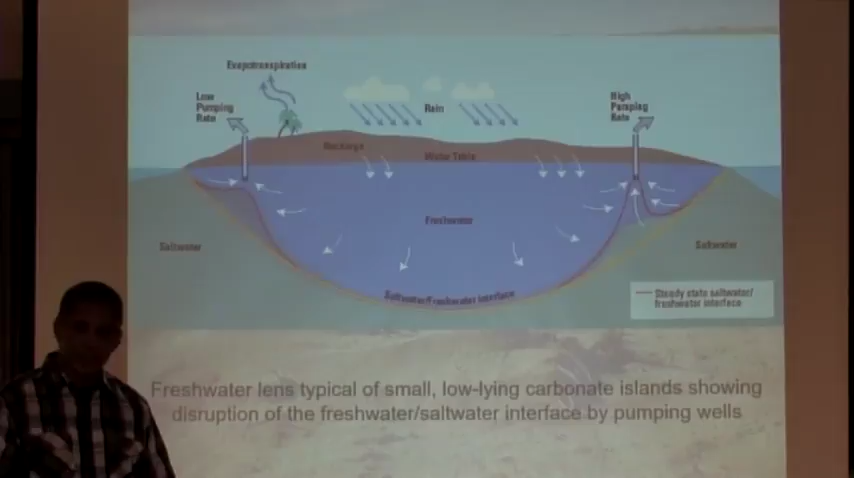 Evapotranspiration
Low
Pumping
Rate
Rain
High
Pumping
Rate
Recharge
Water Table
Freshwater
Saltwater
Saltwater
Saltwater/Freshwater interface
Steady state saltwater/
freshwater interface
Freshwater lens typical of small, low-lying carbonate islands showing
disruption of the freshwater/saltwater interface by pumping wells